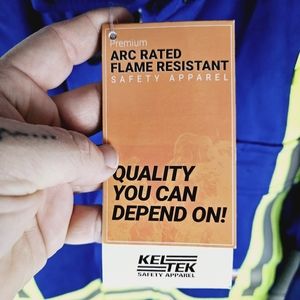 Premium
ARC RATED
FLAME RESISTANT
SAFETY APPAREL
QUALITY
YOU CAN
DEPEND ON!
KEL
TEK
SAFETY APPAREL